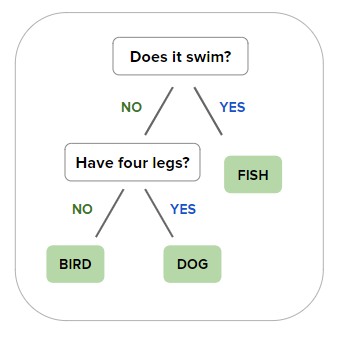 Does it swim?
NO
YES
Have four legs?
FISH
NO
YES
BIRD
DOG